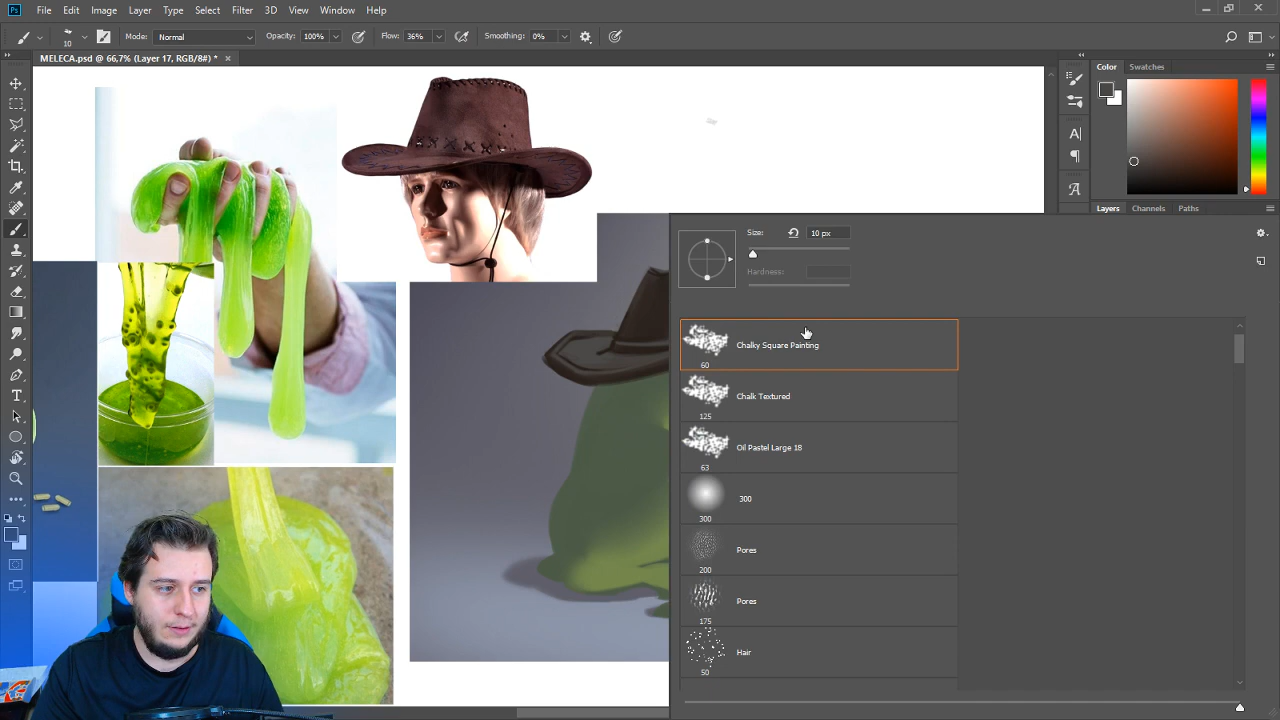 Ps File Edit Image Layer Type Select Filter 3D View Window Help
10 Mode: Normal Opacity: 100% Flow: 36% Smoothing: 0%
MELECA.psd @ 66,7% (Layer 17, RGB/8#) * ×
Color Swatches
Layers Channels Paths
Size: 10 px
Hardness:
Chalky Square Painting
60
Chalk Textured
125
Oil Pastel Large 18
63
300
300
Pores
200
Pores
175
Hair
50